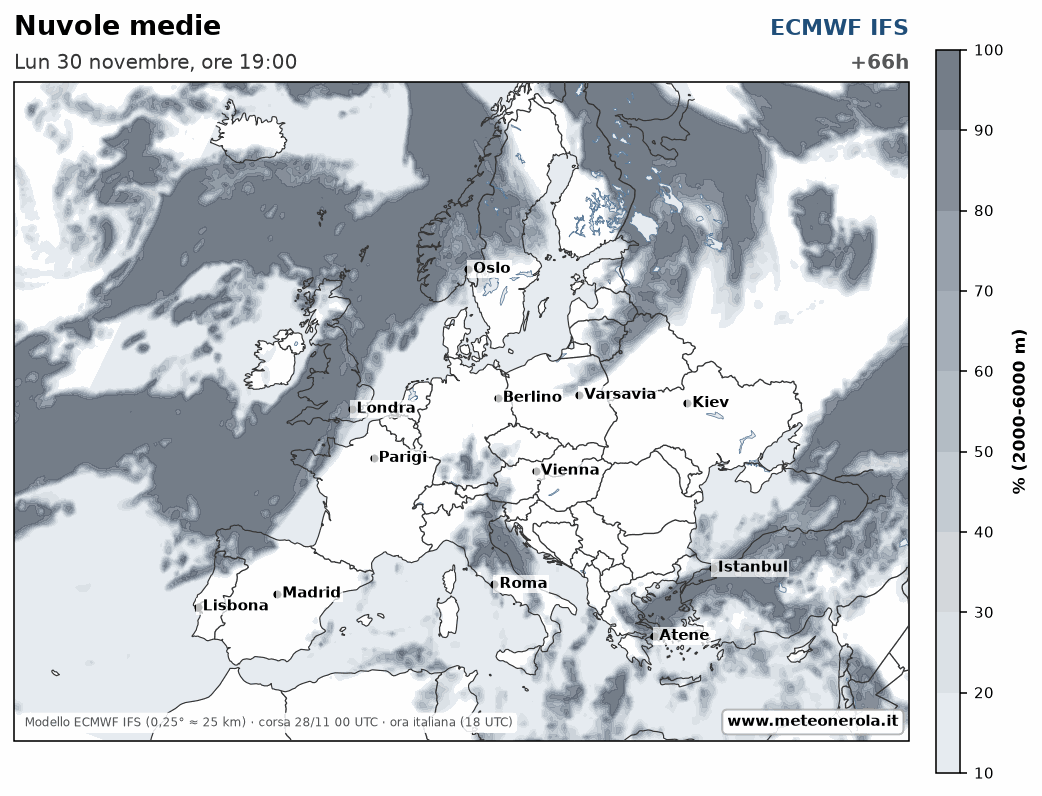 Nuvole medie
ECMWF IFS
Lun 30 novembre, ore 19:00
+66h
100
90
80
70
60
50
40
30
20
10
% (2000-6000 m)
Oslo
Berlino
Varsavia
Kiev
Londra
Parigi
Vienna
Istanbul
Roma
Madrid
Lisbona
Atene
Modello ECMWF IFS (0,25° ≈ 25 km) · corsa 28/11 00 UTC · ora italiana (18 UTC)
www.meteonerola.it